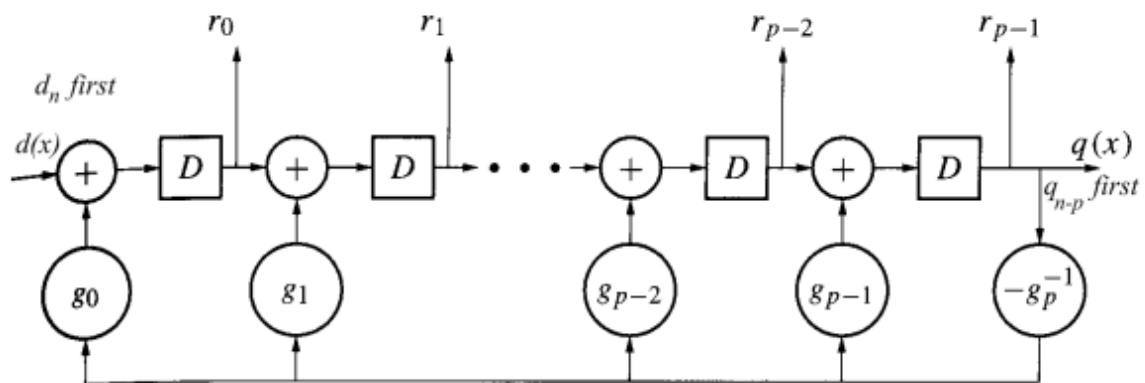 r₀ r₁ rₚ₋₂ rₚ₋₁
dₙ first
d(x) + D + D • • • + D + D q(x)
qₙ₋ₚ first
g₀ g₁ gₚ₋₂ gₚ₋₁ −gₚ⁻¹